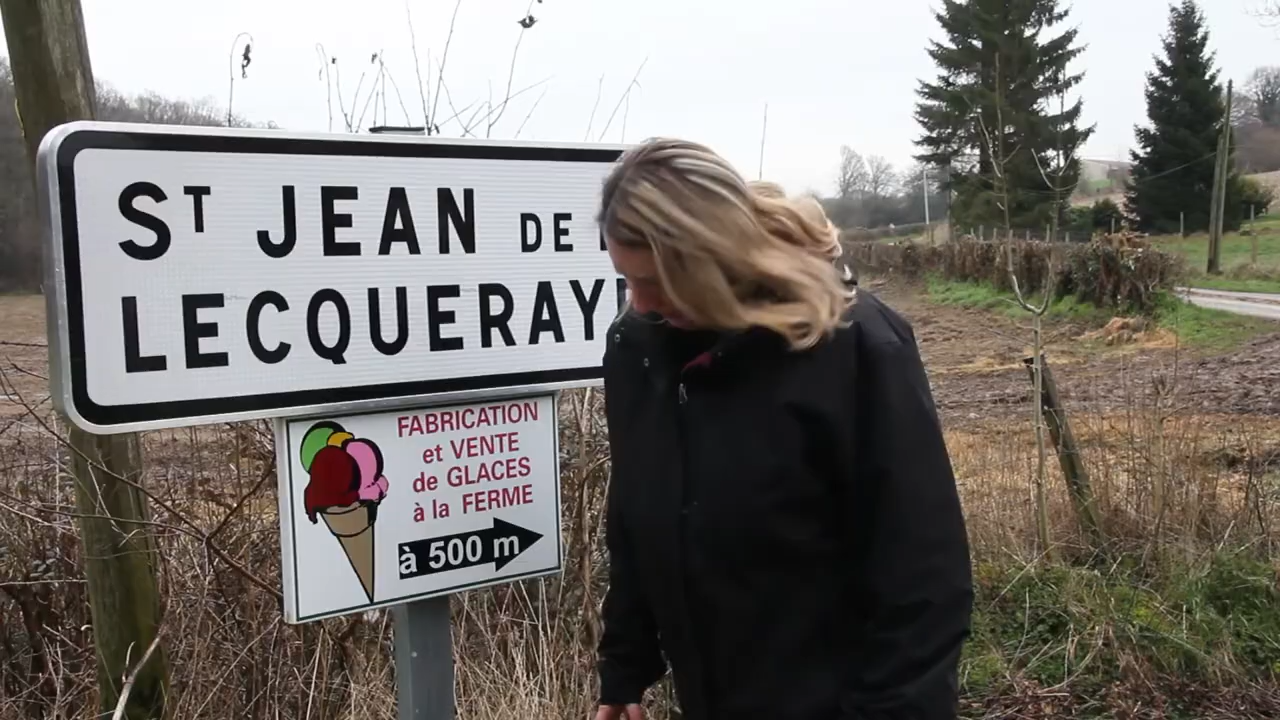 ST JEAN DE
LECQUERAY
FABRICATION
et VENTE
de GLACES
à la FERME
à 500 m